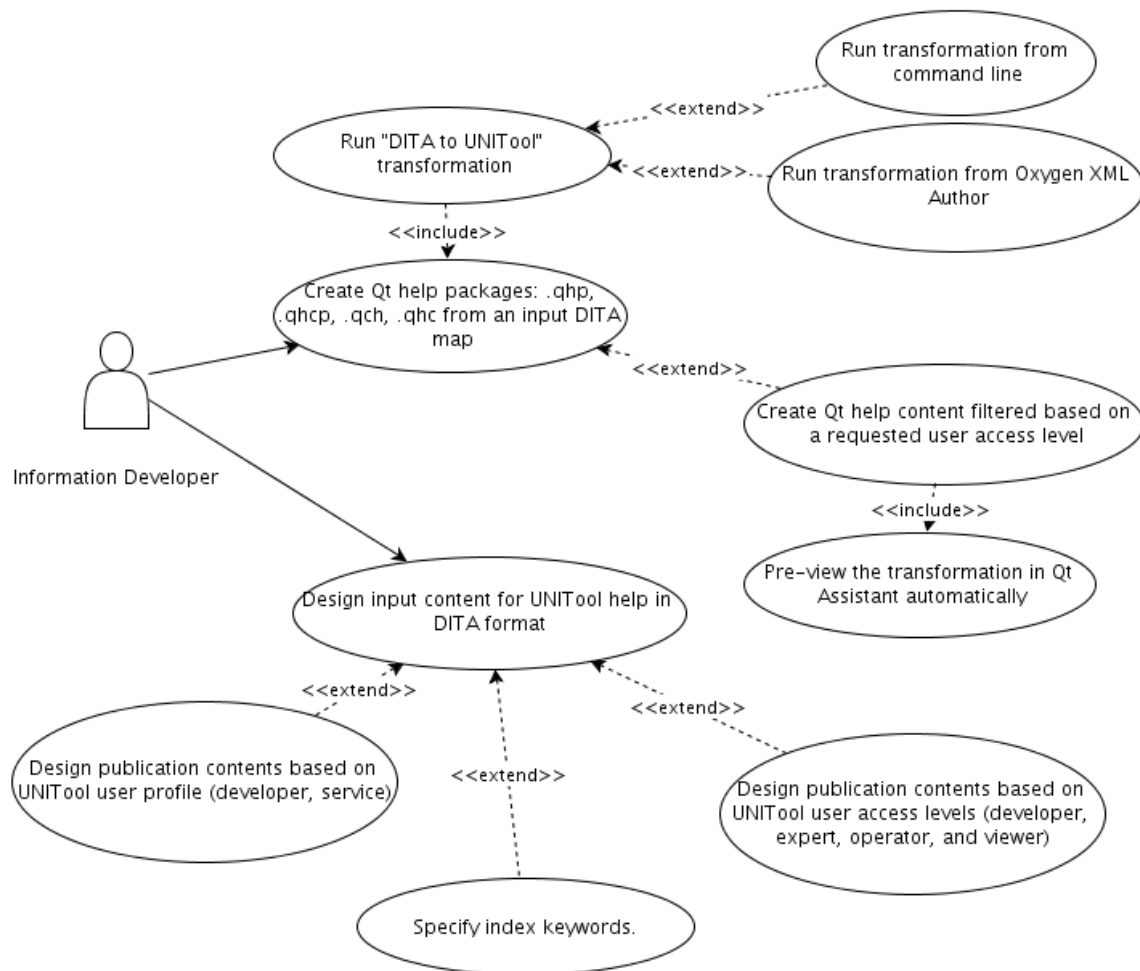 Run transformation from
command line
<<extend>>
Run "DITA to UNITool"
transformation
<<extend>>
Run transformation from Oxygen XML
Author
<<include>>
Create Qt help packages: .qhp,
.qhcp, .qch, .qhc from an input DITA
map
<<extend>>
Create Qt help content filtered based on
a requested user access level
Information Developer
<<include>>
Pre-view the transformation in Qt
Assistant automatically
Design input content for UNITool help in
DITA format
<<extend>>
<<extend>>
<<extend>>
Design publication contents based on
UNITool user profile (developer, service)
Design publication contents based on
UNITool user access levels (developer,
expert, operator, and viewer)
Specify index keywords.